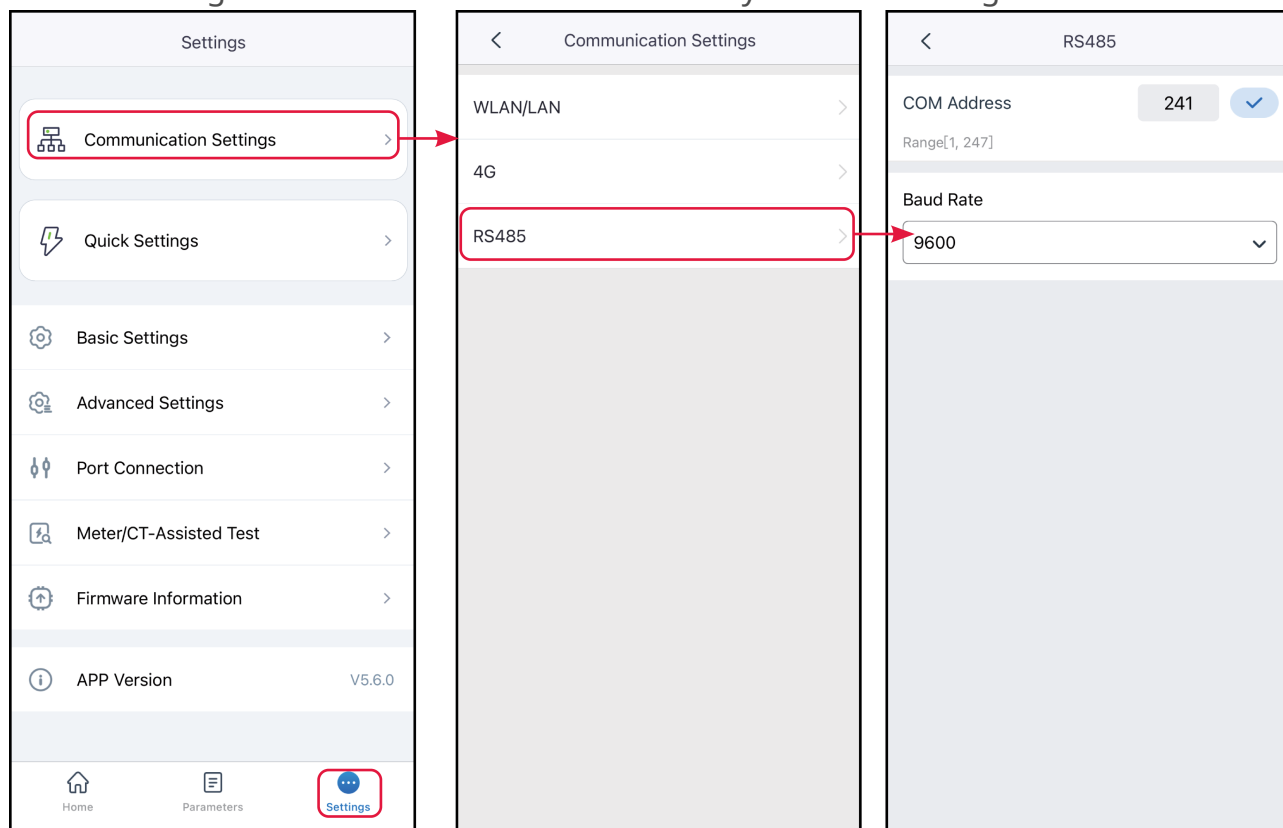 Settings
Communication Settings
Quick Settings
Basic Settings
Advanced Settings
Port Connection
Meter/CT-Assisted Test
Firmware Information
APP Version V5.6.0
Home Parameters Settings
Communication Settings
WLAN/LAN
4G
RS485
RS485
COM Address 241
Range[1, 247]
Baud Rate
9600